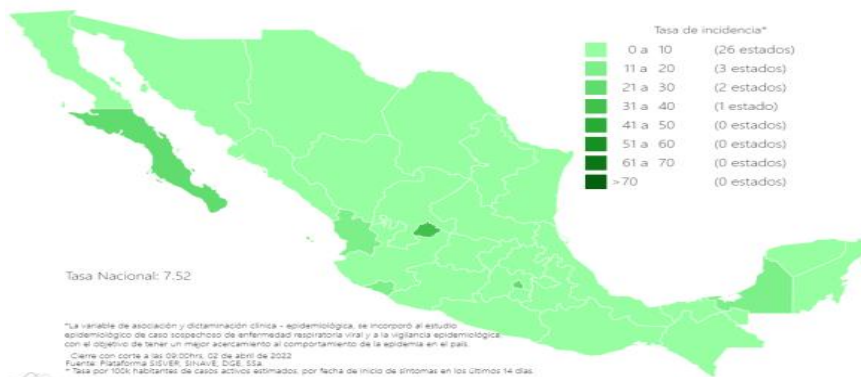 Tasa de incidencia*
0 a 10 (26 estados)
11 a 20 (3 estados)
21 a 30 (2 estados)
31 a 40 (1 estado)
41 a 50 (0 estados)
51 a 60 (0 estados)
61 a 70 (0 estados)
>70 (0 estados)
Tasa Nacional: 7.52
*La variable de asociación y dictaminación clínica - epidemiológica, se incorporó al estudio
epidemiológico de caso sospechoso de enfermedad respiratoria viral y a la vigilancia epidemiológica
con el objetivo de tener un mejor acercamiento al comportamiento de la epidemia en el país.
Cierre con corte a las 09:00hrs, 02 de abril de 2022
Fuente: Plataforma SISVER, SINAVE, DGE, SSa.
* Tasa por 100k habitantes de casos activos estimados, por fecha de inicio de síntomas en los últimos 14 días.